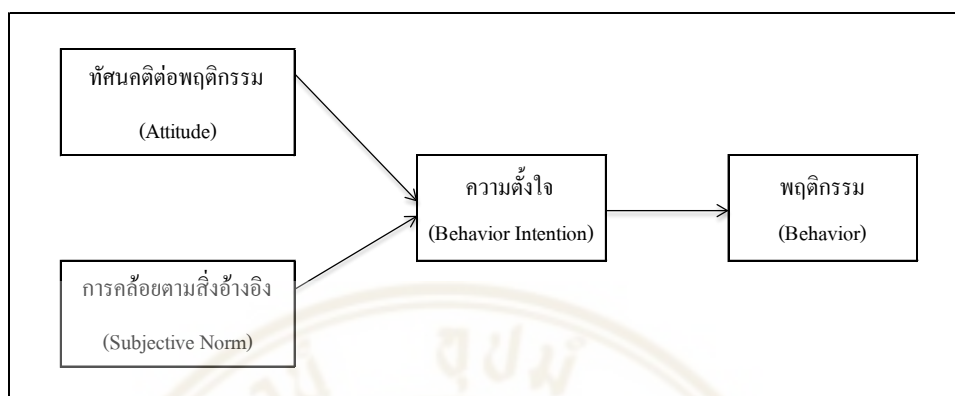 ทัศนคติต่อพฤติกรรม
(Attitude)
ความตั้งใจ
(Behavior Intention)
พฤติกรรม
(Behavior)
การคล้อยตามสิ่งอ้างอิง
(Subjective Norm)